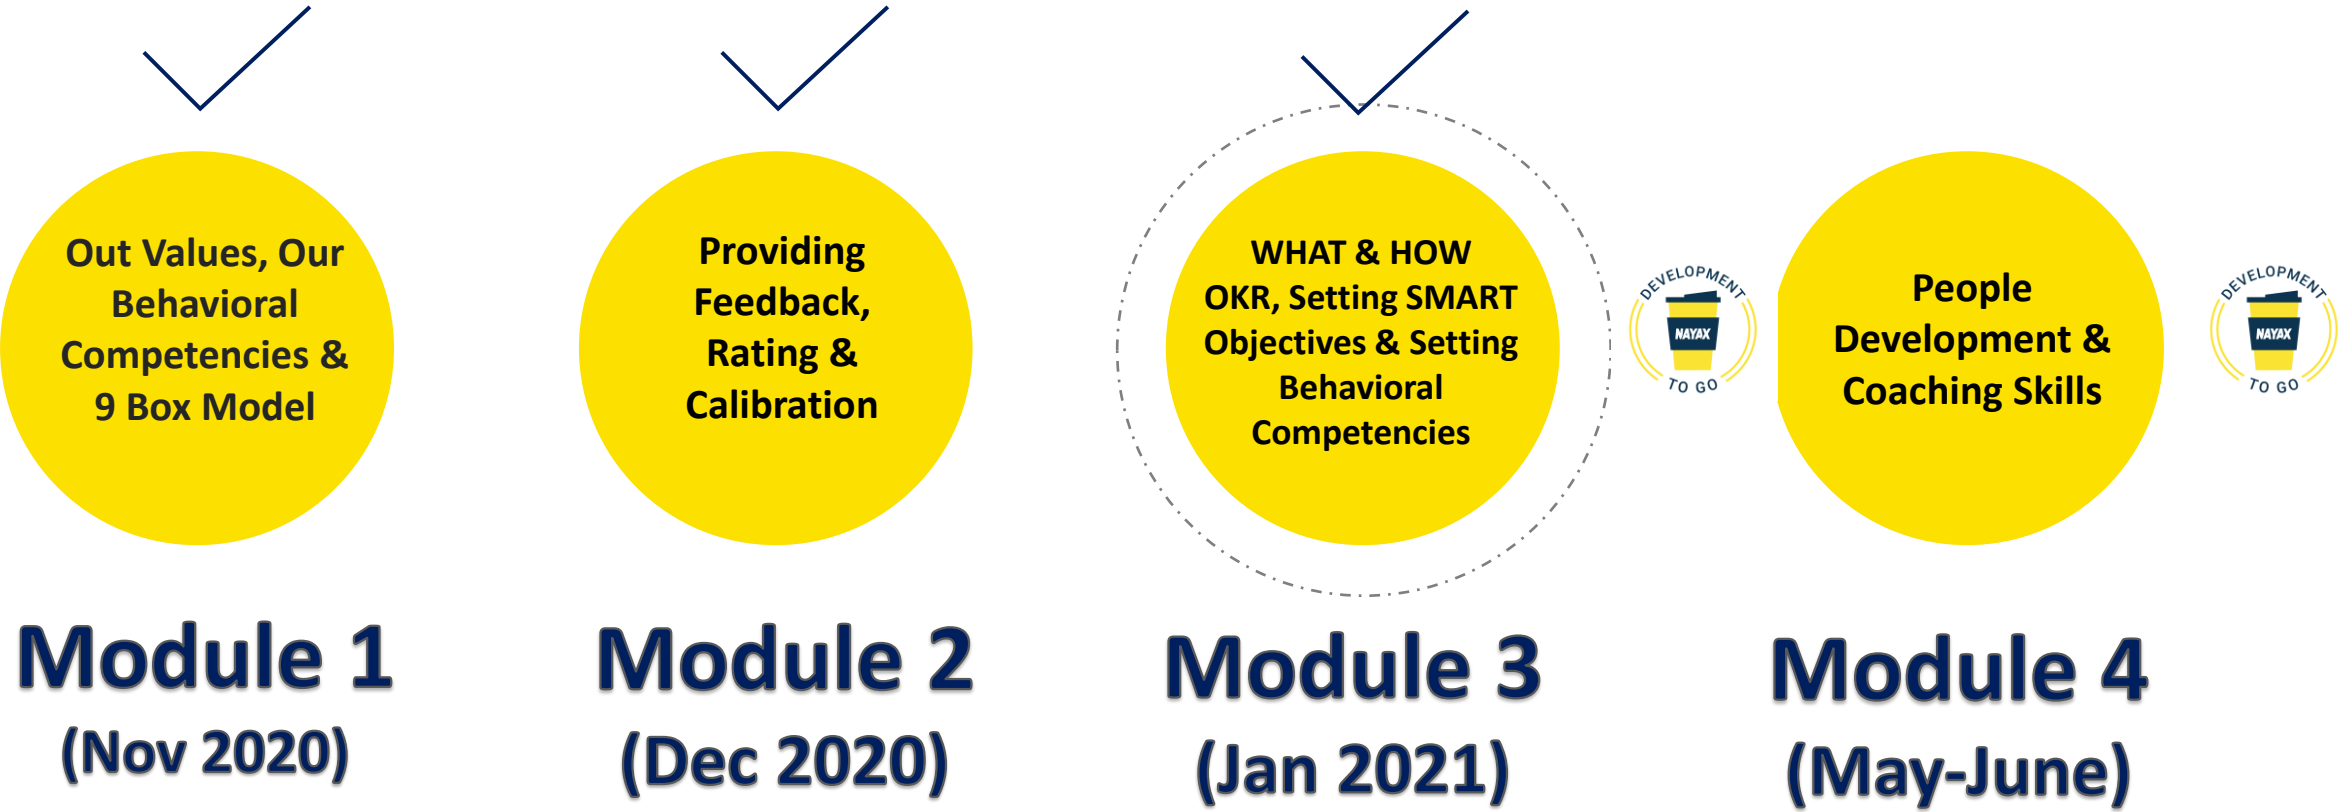 Out Values, Our
Behavioral
Competencies &
9 Box Model
Module 1
(Nov 2020)
Providing
Feedback,
Rating &
Calibration
Module 2
(Dec 2020)
WHAT & HOW
OKR, Setting SMART
Objectives & Setting
Behavioral
Competencies
Module 3
(Jan 2021)
DEVELOPMENT
NAYAX
TO GO
People
Development &
Coaching Skills
Module 4
(May-June)
DEVELOPMENT
NAYAX
TO GO